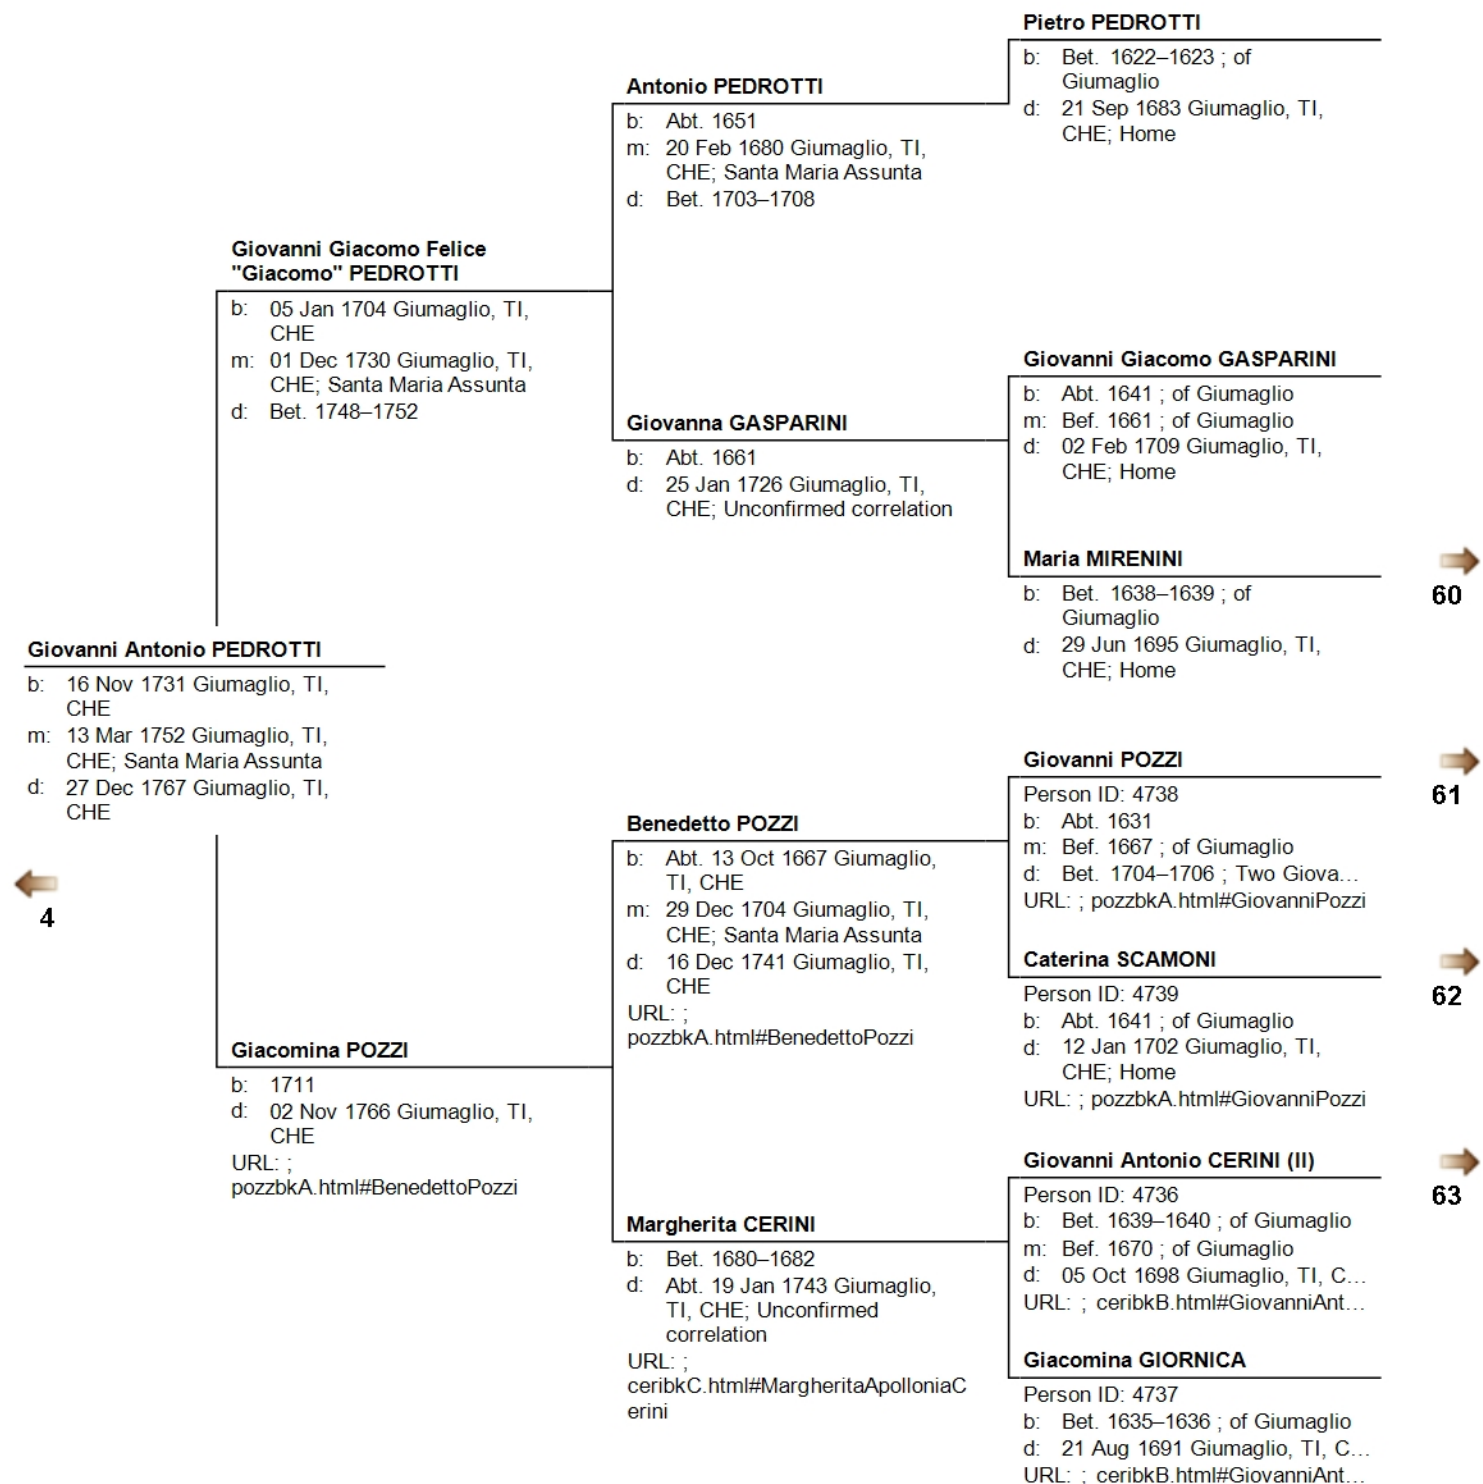 Pietro PEDROTTI
b: Bet. 1622–1623 ; of
Giumaglio
d: 21 Sep 1683 Giumaglio, TI,
CHE; Home
Antonio PEDROTTI
b: Abt. 1651
m: 20 Feb 1680 Giumaglio, TI,
CHE; Santa Maria Assunta
d: Bet. 1703–1708
Giovanni Giacomo Felice
"Giacomo" PEDROTTI
b: 05 Jan 1704 Giumaglio, TI,
CHE
m: 01 Dec 1730 Giumaglio, TI,
CHE; Santa Maria Assunta
d: Bet. 1748–1752
Giovanni Giacomo GASPARINI
b: Abt. 1641 ; of Giumaglio
m: Bef. 1661 ; of Giumaglio
d: 02 Feb 1709 Giumaglio, TI,
CHE; Home
Giovanna GASPARINI
b: Abt. 1661
d: 25 Jan 1726 Giumaglio, TI,
CHE; Unconfirmed correlation
Maria MIRENINI
60
b: Bet. 1638–1639 ; of
Giumaglio
d: 29 Jun 1695 Giumaglio, TI,
CHE; Home
Giovanni Antonio PEDROTTI
b: 16 Nov 1731 Giumaglio, TI,
CHE
m: 13 Mar 1752 Giumaglio, TI,
CHE; Santa Maria Assunta
d: 27 Dec 1767 Giumaglio, TI,
CHE
4
Giovanni POZZI
61
Person ID: 4738
b: Abt. 1631
m: Bef. 1667 ; of Giumaglio
d: Bet. 1704–1706 ; Two Giova...
URL: ; pozzbkA.html#GiovanniPozzi
Benedetto POZZI
b: Abt. 13 Oct 1667 Giumaglio,
TI, CHE
m: 29 Dec 1704 Giumaglio, TI,
CHE; Santa Maria Assunta
d: 16 Dec 1741 Giumaglio, TI,
CHE
URL: ;
pozzbkA.html#BenedettoPozzi
Caterina SCAMONI
62
Person ID: 4739
b: Abt. 1641 ; of Giumaglio
d: 12 Jan 1702 Giumaglio, TI,
CHE; Home
URL: ; pozzbkA.html#GiovanniPozzi
Giacomina POZZI
b: 1711
d: 02 Nov 1766 Giumaglio, TI,
CHE
URL: ;
pozzbkA.html#BenedettoPozzi
Giovanni Antonio CERINI (II)
63
Person ID: 4736
b: Bet. 1639–1640 ; of Giumaglio
m: Bef. 1670 ; of Giumaglio
d: 05 Oct 1698 Giumaglio, TI, C...
URL: ; ceribkB.html#GiovanniAnt...
Margherita CERINI
b: Bet. 1680–1682
d: Abt. 19 Jan 1743 Giumaglio,
TI, CHE; Unconfirmed
correlation
URL: ;
ceribkC.html#MargheritaApolloniaC
erini
Giacomina GIORNICA
Person ID: 4737
b: Bet. 1635–1636 ; of Giumaglio
d: 21 Aug 1691 Giumaglio, TI, C...
URL: ; ceribkB.html#GiovanniAnt...